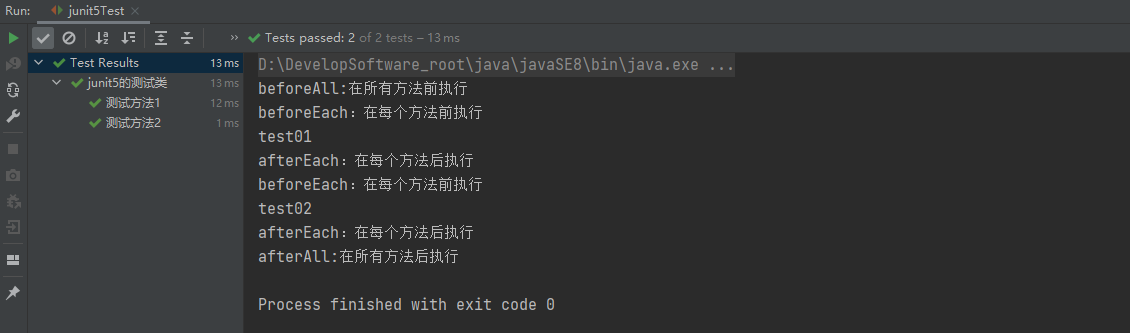 Run: junit5Test
Tests passed: 2 of 2 tests – 13 ms
Test Results 13 ms
junit5的测试类 13 ms
测试方法1 12 ms
测试方法2 1 ms
D:\DevelopSoftware_root\java\javaSE8\bin\java.exe ...
beforeAll:在所有方法前执行
beforeEach：在每个方法前执行
test01
afterEach：在每个方法后执行
beforeEach：在每个方法前执行
test02
afterEach：在每个方法后执行
afterAll:在所有方法后执行
Process finished with exit code 0